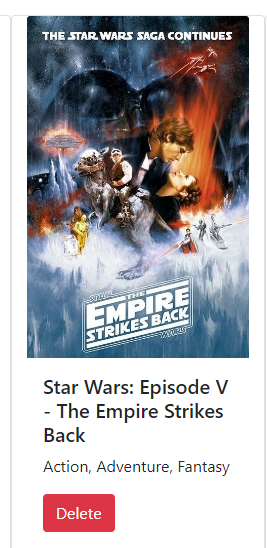 THE STAR WARS SAGA CONTINUES
STAR
THE
EMPIRE
STRIKES BACK
WARS
Star Wars: Episode V
- The Empire Strikes
Back
Action, Adventure, Fantasy
Delete